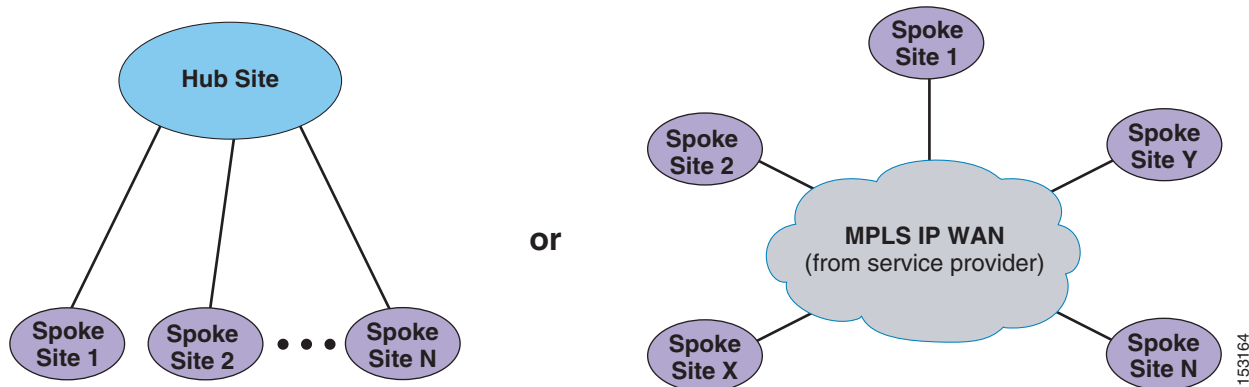 Hub Site
Spoke
Site 1
Spoke
Site 2
Spoke
Site N
or
Spoke
Site 1
Spoke
Site 2
Spoke
Site Y
MPLS IP WAN
(from service provider)
Spoke
Site X
Spoke
Site N
153164